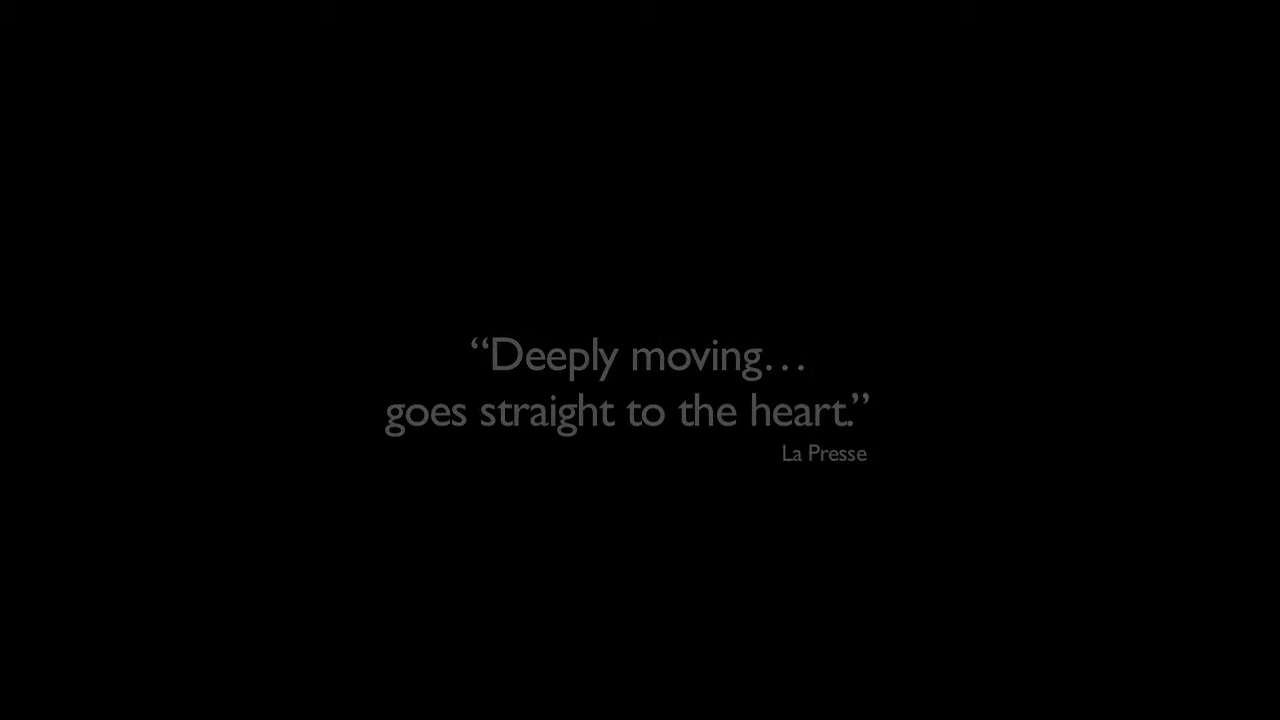 “Deeply moving…
goes straight to the heart.”
La Presse